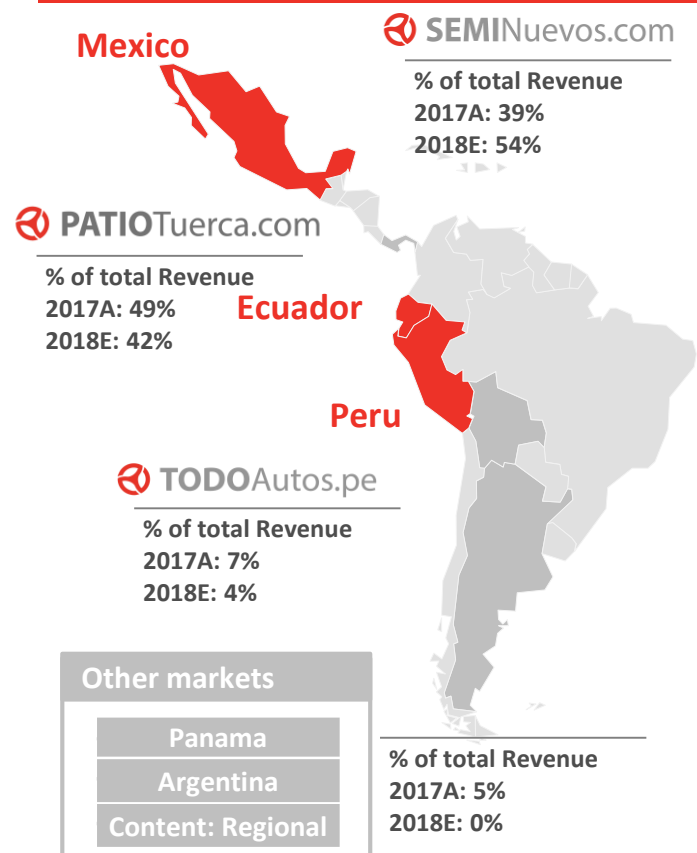 Mexico
SEMINuevos.com
% of total Revenue
2017A: 39%
2018E: 54%
PATIOTuerca.com
% of total Revenue
2017A: 49%
2018E: 42%
Ecuador
Peru
TODOAutos.pe
% of total Revenue
2017A: 7%
2018E: 4%
Other markets
Panama
Argentina
Content: Regional
% of total Revenue
2017A: 5%
2018E: 0%